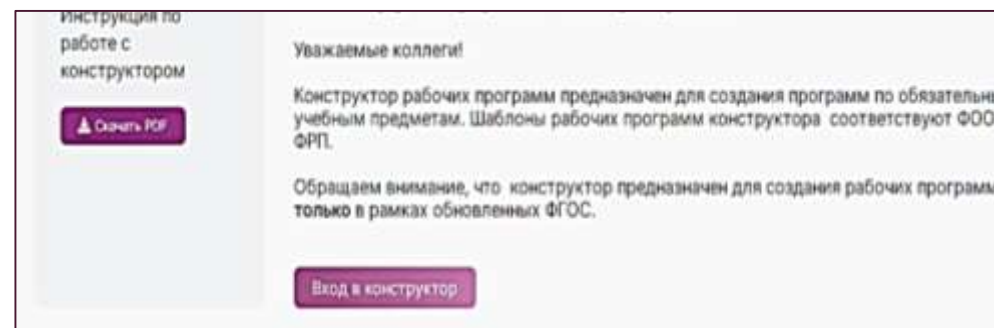 Инструкция по
работе с
конструктором
Скачать PDF
Уважаемые коллеги!
Конструктор рабочих программ предназначен для создания программ по обязательны
учебным предметам. Шаблоны рабочих программ конструктора соответствуют ФОО
ФРП.
Обращаем внимание, что конструктор предназначен для создания рабочих программ
только в рамках обновленных ФГОС.
Вход в конструктор